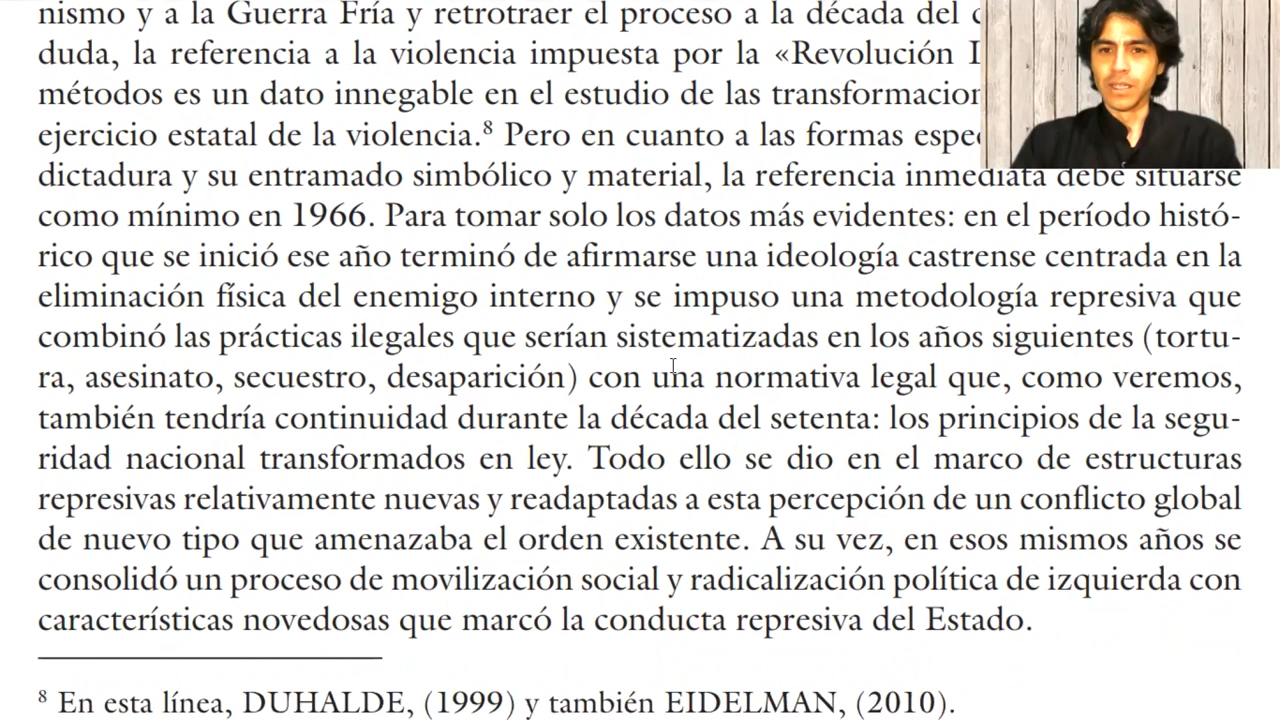 nismo y a la Guerra Fría y retrotraer el proceso a la década del
duda, la referencia a la violencia impuesta por la «Revolución
métodos es un dato innegable en el estudio de las
ejercicio estatal de la violencia.⁸ Pero en cuanto a las formas
dictadura y su entramado simbólico y material, la referencia inmediata debe situarse
como mínimo en 1966. Para tomar solo los datos más evidentes: en el período histó-
rico que se inició ese año terminó de afirmarse una ideología castrense centrada en la
eliminación física del enemigo interno y se impuso una metodología represiva que
combinó las prácticas ilegales que serían sistematizadas en los años siguientes (tortu-
ra, asesinato, secuestro, desaparición) con una normativa legal que, como veremos,
también tendría continuidad durante la década del setenta: los principios de la segu-
ridad nacional transformados en ley. Todo ello se dio en el marco de estructuras
represivas relativamente nuevas y readaptadas a esta percepción de un conflicto global
de nuevo tipo que amenazaba el orden existente. A su vez, en esos mismos años se
consolidó un proceso de movilización social y radicalización política de izquierda con
características novedosas que marcó la conducta represiva del Estado.
⁸ En esta línea, DUHALDE, (1999) y también EIDELMAN, (2010).